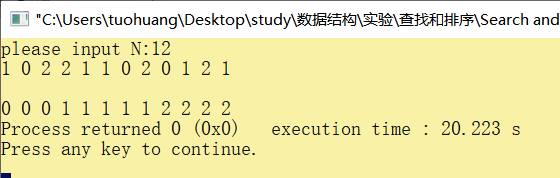 "C:\Users\tuohuang\Desktop\study\数据结构\实验\查找和排序\Search and
please input N:12
1 0 2 2 1 1 0 2 0 1 2 1
0 0 0 1 1 1 1 1 2 2 2 2
Process returned 0 (0x0)   execution time : 20.223 s
Press any key to continue.